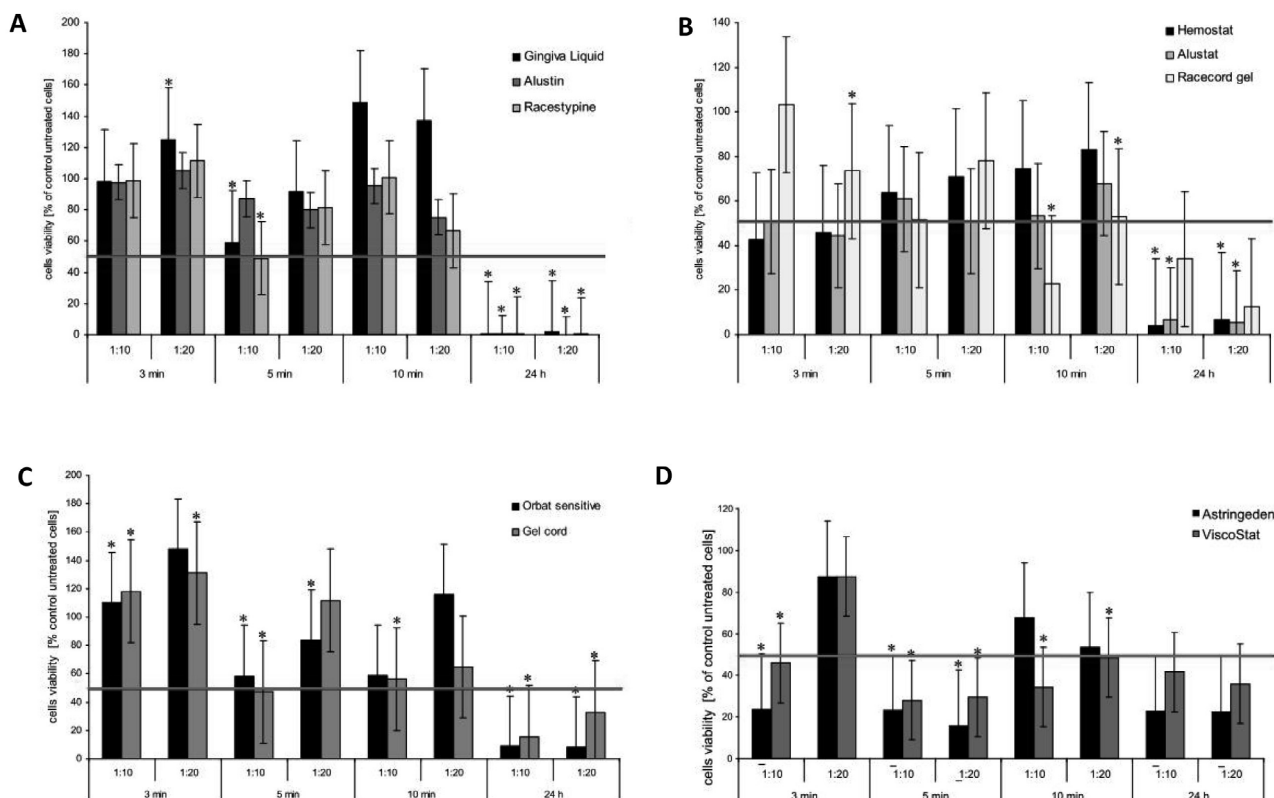 A
cells viability [% of control untreated cells]
200
180
160
140
120
100
80
60
40
20
0
Gingiva Liquid
Alustin
Racestypine
* * * * * * * * *
1:10 1:20 1:10 1:20 1:10 1:20 1:10 1:20
3 min 5 min 10 min 24 h
B
cells viability [% of control untreated cells]
140
120
100
80
60
40
20
0
Hemostat
Alustat
Racecord gel
* * * * * * *
1:10 1:20 1:10 1:20 1:10 1:20 1:10 1:20
3 min 5 min 10 min 24 h
C
cells viability [% control untreated cells]
200
180
160
140
120
100
80
60
40
20
0
Orbat sensitive
Gel cord
* * * * * * * * * * *
1:10 1:20 1:10 1:20 1:10 1:20 1:10 1:20
3 min 5 min 10 min 24 h
D
cells viability [% of control untreated cells]
120
100
80
60
40
20
0
Astringeden
ViscoStat
* * * * * * * *
1:10 1:20 1:10 1:20 1:10 1:20 1:10 1:20
3 min 5 min 10 min 24 h